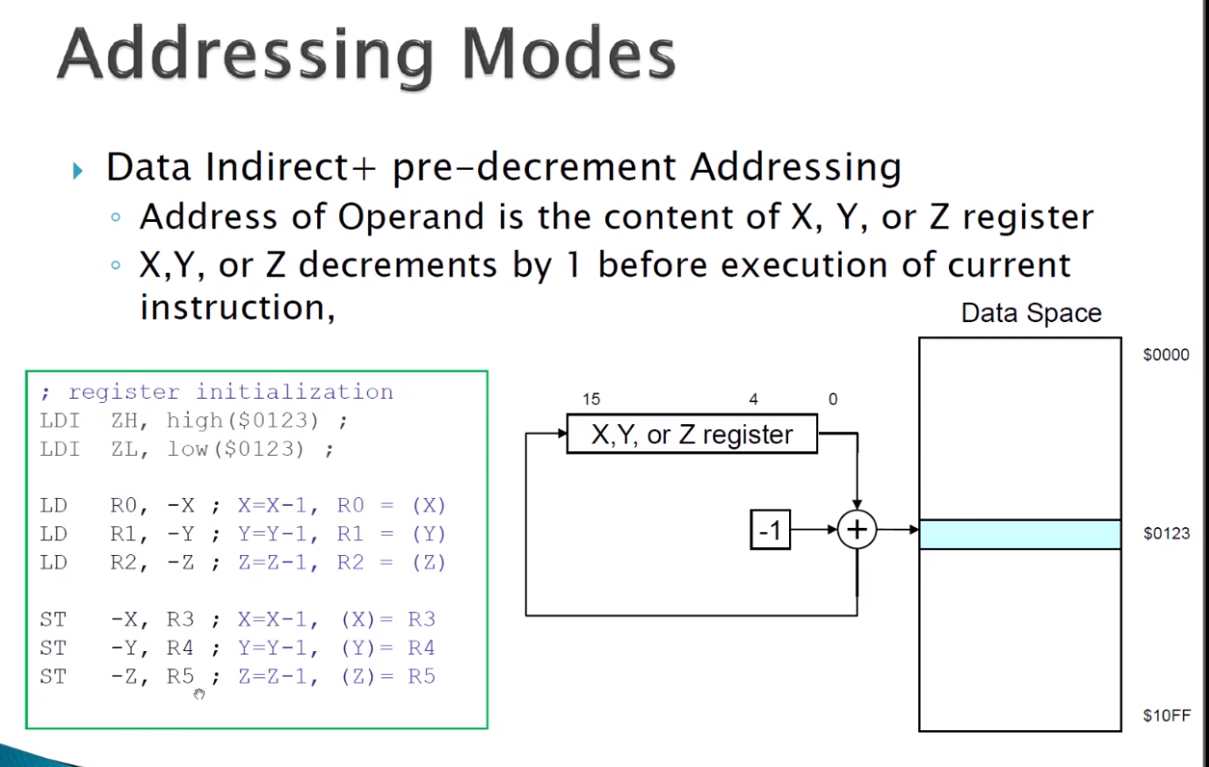 Addressing Modes
Data Indirect+ pre-decrement Addressing
Address of Operand is the content of X, Y, or Z register
X,Y, or Z decrements by 1 before execution of current
instruction,
; register initialization
LDI ZH, high($0123) ;
LDI ZL, low($0123) ;
LD R0, -X ; X=X-1, R0 = (X)
LD R1, -Y ; Y=Y-1, R1 = (Y)
LD R2, -Z ; Z=Z-1, R2 = (Z)
ST -X, R3 ; X=X-1, (X)= R3
ST -Y, R4 ; Y=Y-1, (Y)= R4
ST -Z, R5 ; Z=Z-1, (Z)= R5
15 4 0
X,Y, or Z register
-1
+
Data Space
$0000
$0123
$10FF